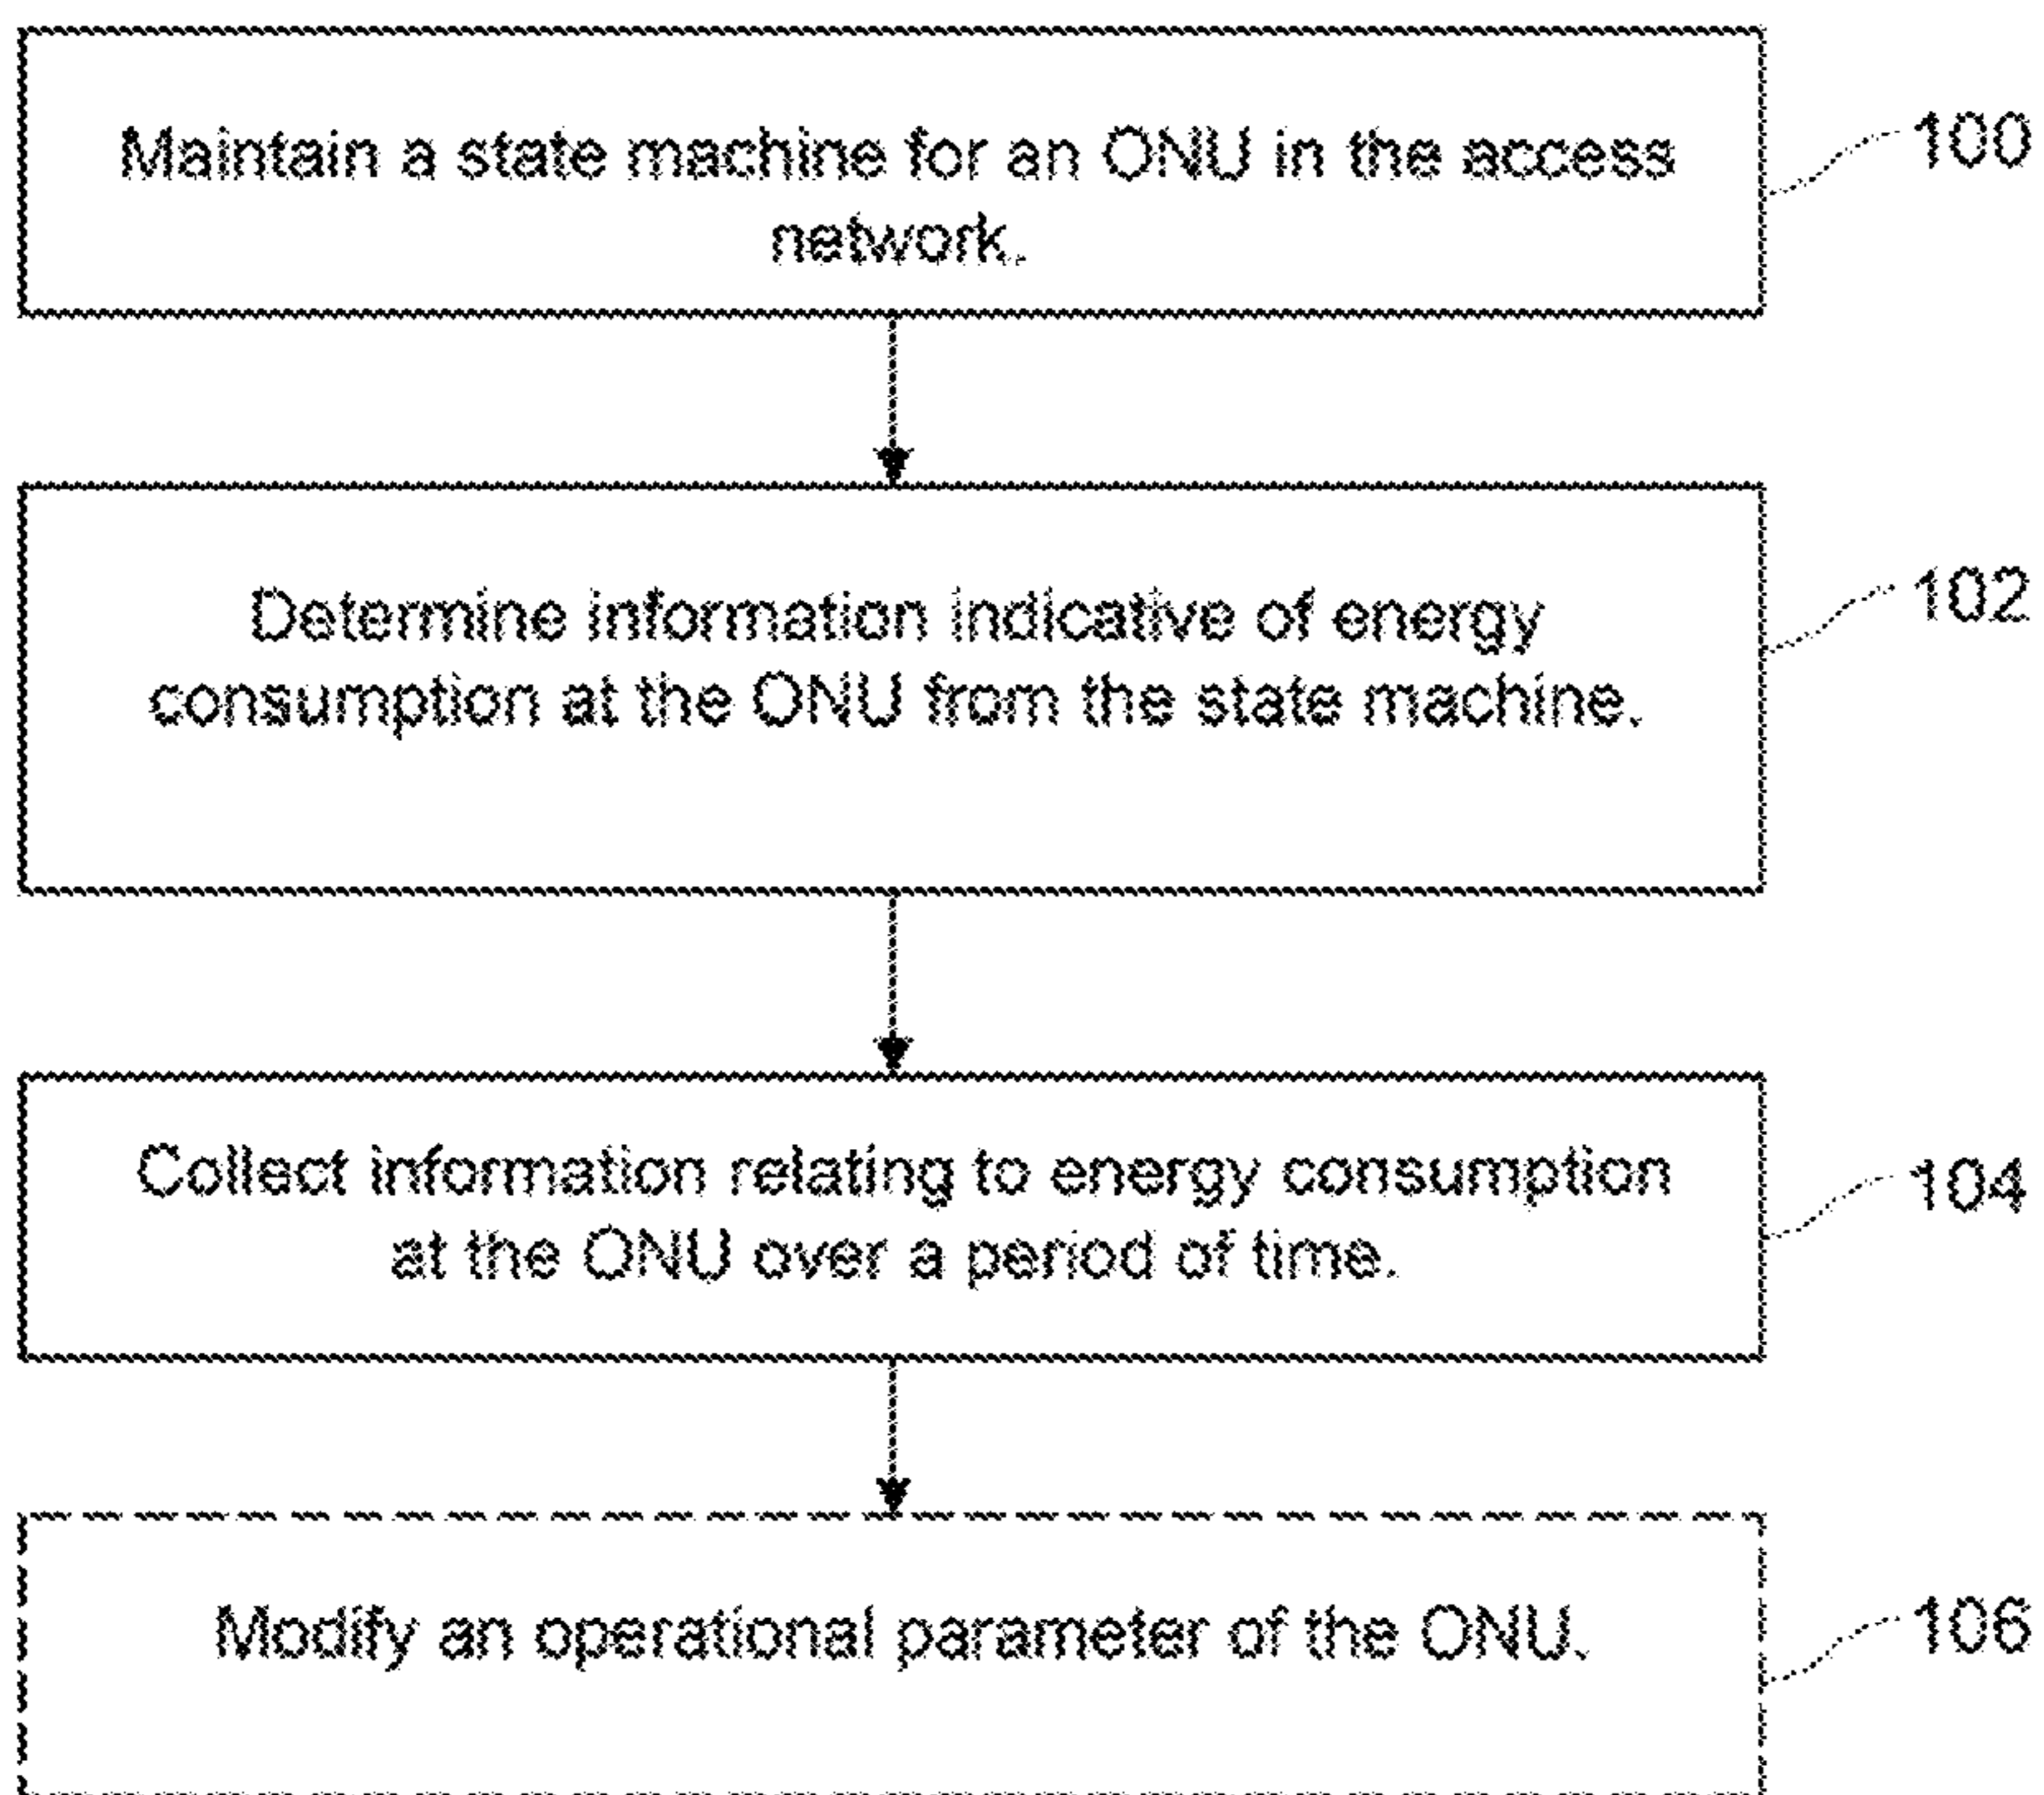 Maintain a state machine for an ONU in the access
network.
100
Determine information indicative of energy
consumption at the ONU from the state machine.
102
Collect information relating to energy consumption
at the ONU over a period of time.
104
Modify an operational parameter of the ONU.
106